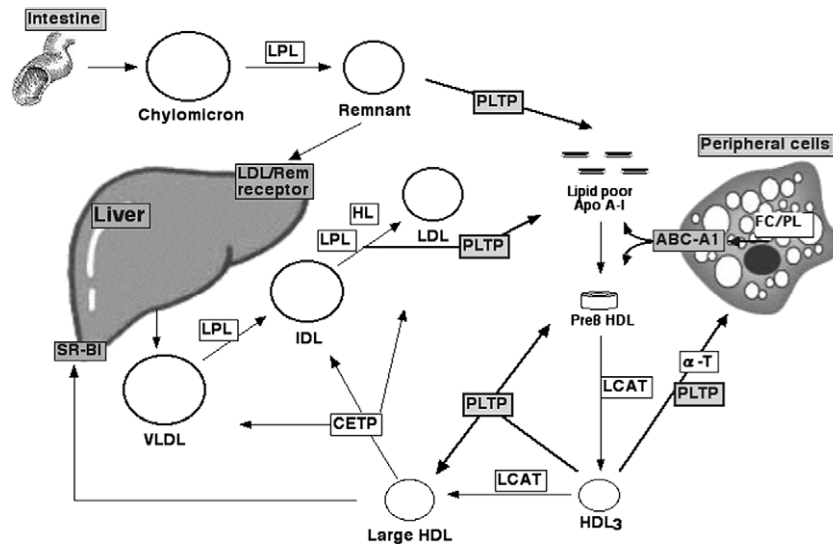 Intestine
LPL
Chylomicron
Remnant
PLTP
Peripheral cells
LDL/Rem
receptor
Liver
HL
LPL
LDL
PLTP
Lipid poor
Apo A-I
ABC-A1
FC/PL
LPL
IDL
PreB HDL
SR-BI
VLDL
CETP
PLTP
LCAT
α-T
PLTP
LCAT
Large HDL
HDL3